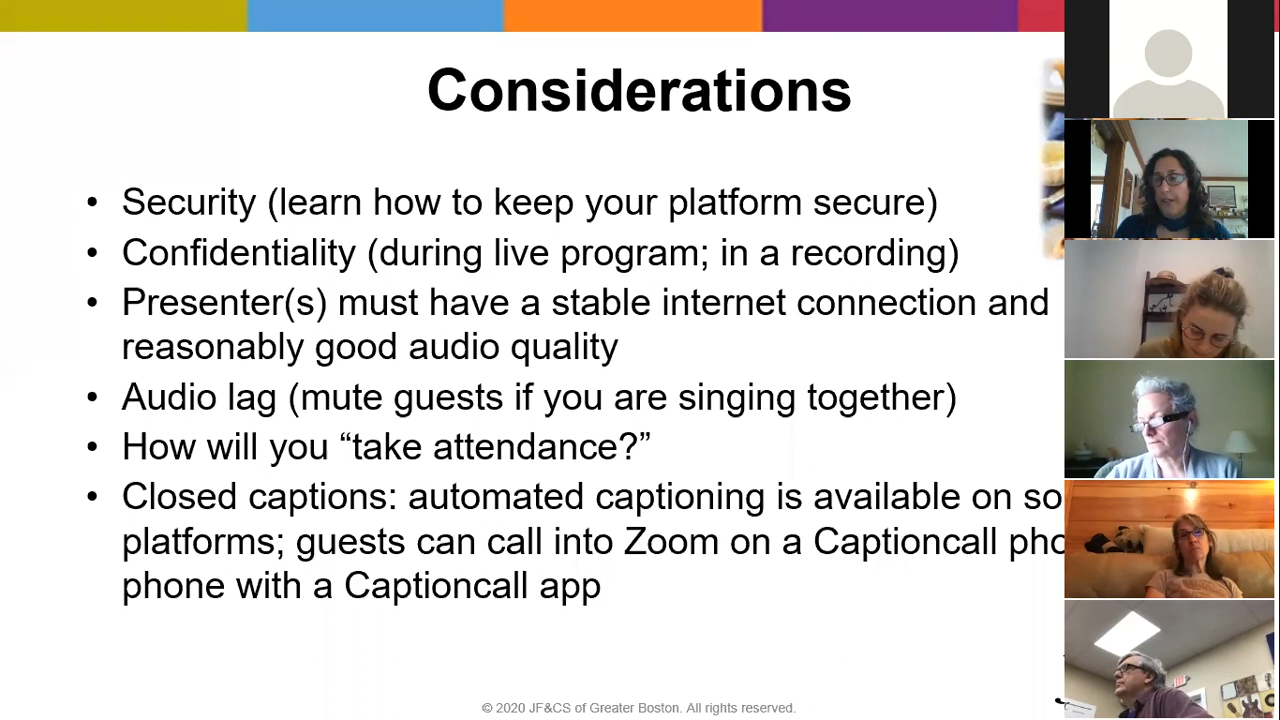 Considerations
• Security (learn how to keep your platform secure)
• Confidentiality (during live program; in a recording)
• Presenter(s) must have a stable internet connection and
reasonably good audio quality
• Audio lag (mute guests if you are singing together)
• How will you “take attendance?”
• Closed captions: automated captioning is available on so
platforms; guests can call into Zoom on a Captioncall pho
phone with a Captioncall app
© 2020 JF&CS of Greater Boston. All rights reserved.